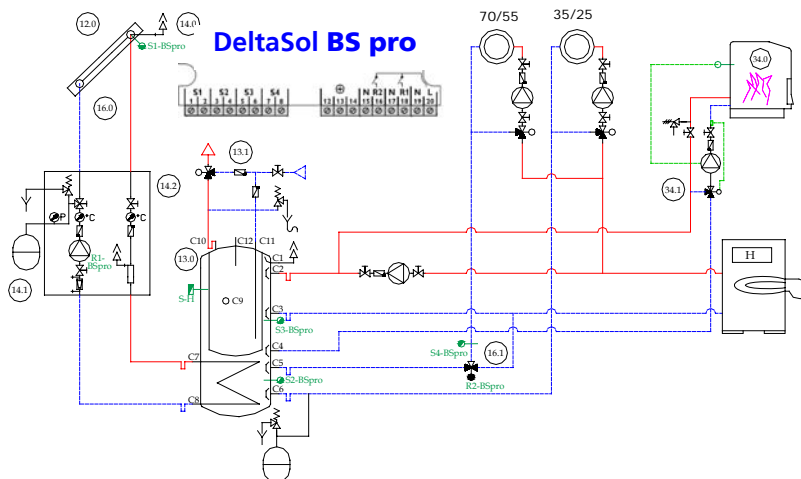 70/55
35/25
12.0
14.0
S1-BSpro
DeltaSol BS pro
34.0
16.0
S1 S2 S3 S4
N R2 N R1 N L
1 2 3 4 5 6 7 8
12 13 14 15 16 17 18 19 20
13.1
14.2
34.1
P
°C
°C
C10
C12
C11
13.0
C1
C2
R1-BSpro
14.1
S-H
C9
H
C3
S3-BSpro
C4
S4-BSpro
16.1
C7
C5
S2-BSpro
R2-BSpro
C6
C8